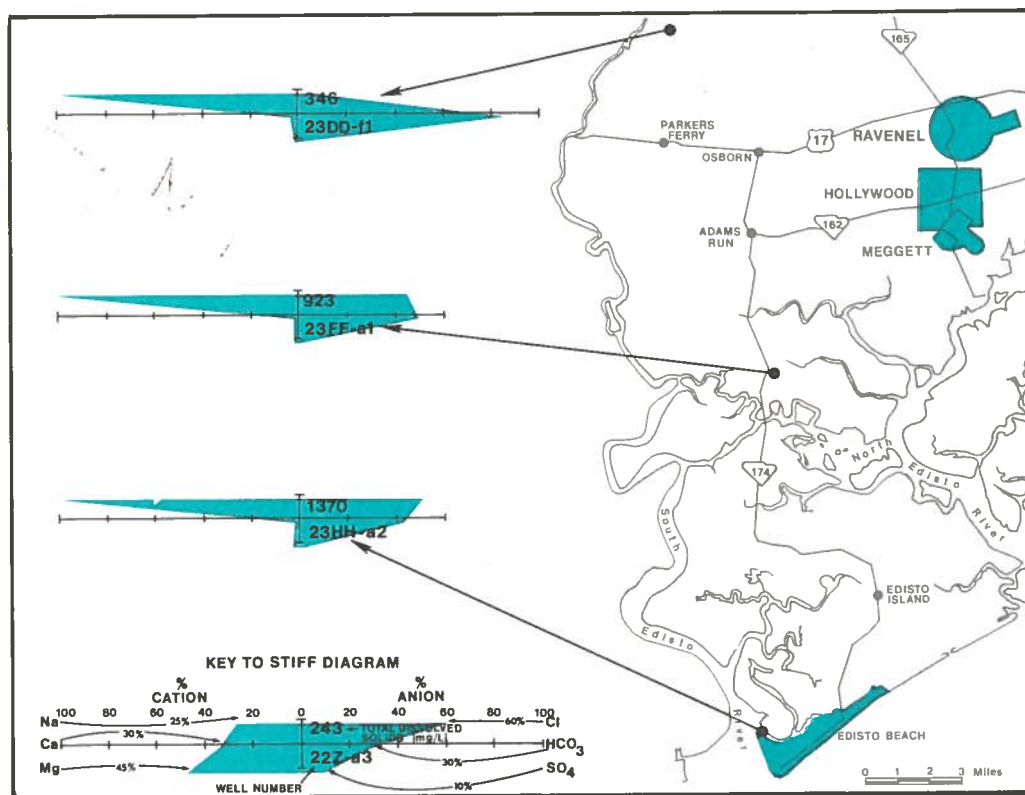 346
23DD-f1
923
23FF-a1
1370
23HH-a2
165
PARKERS FERRY
17
OSBORN
RAVENEL
HOLLYWOOD
162
ADAMS RUN
MEGGETT
North Edisto River
174
South Edisto River
EDISTO ISLAND
EDISTO BEACH
0 1 2 3 Miles
KEY TO STIFF DIAGRAM
% CATION
% ANION
100 80 60 40 20 0 20 40 60 80 100
Na 25% 60% Cl
243 TOTAL DISSOLVED SOLIDS (mg/L)
Ca 30% 30% HCO3
Mg 45% 10% SO4
22Z-a3
WELL NUMBER